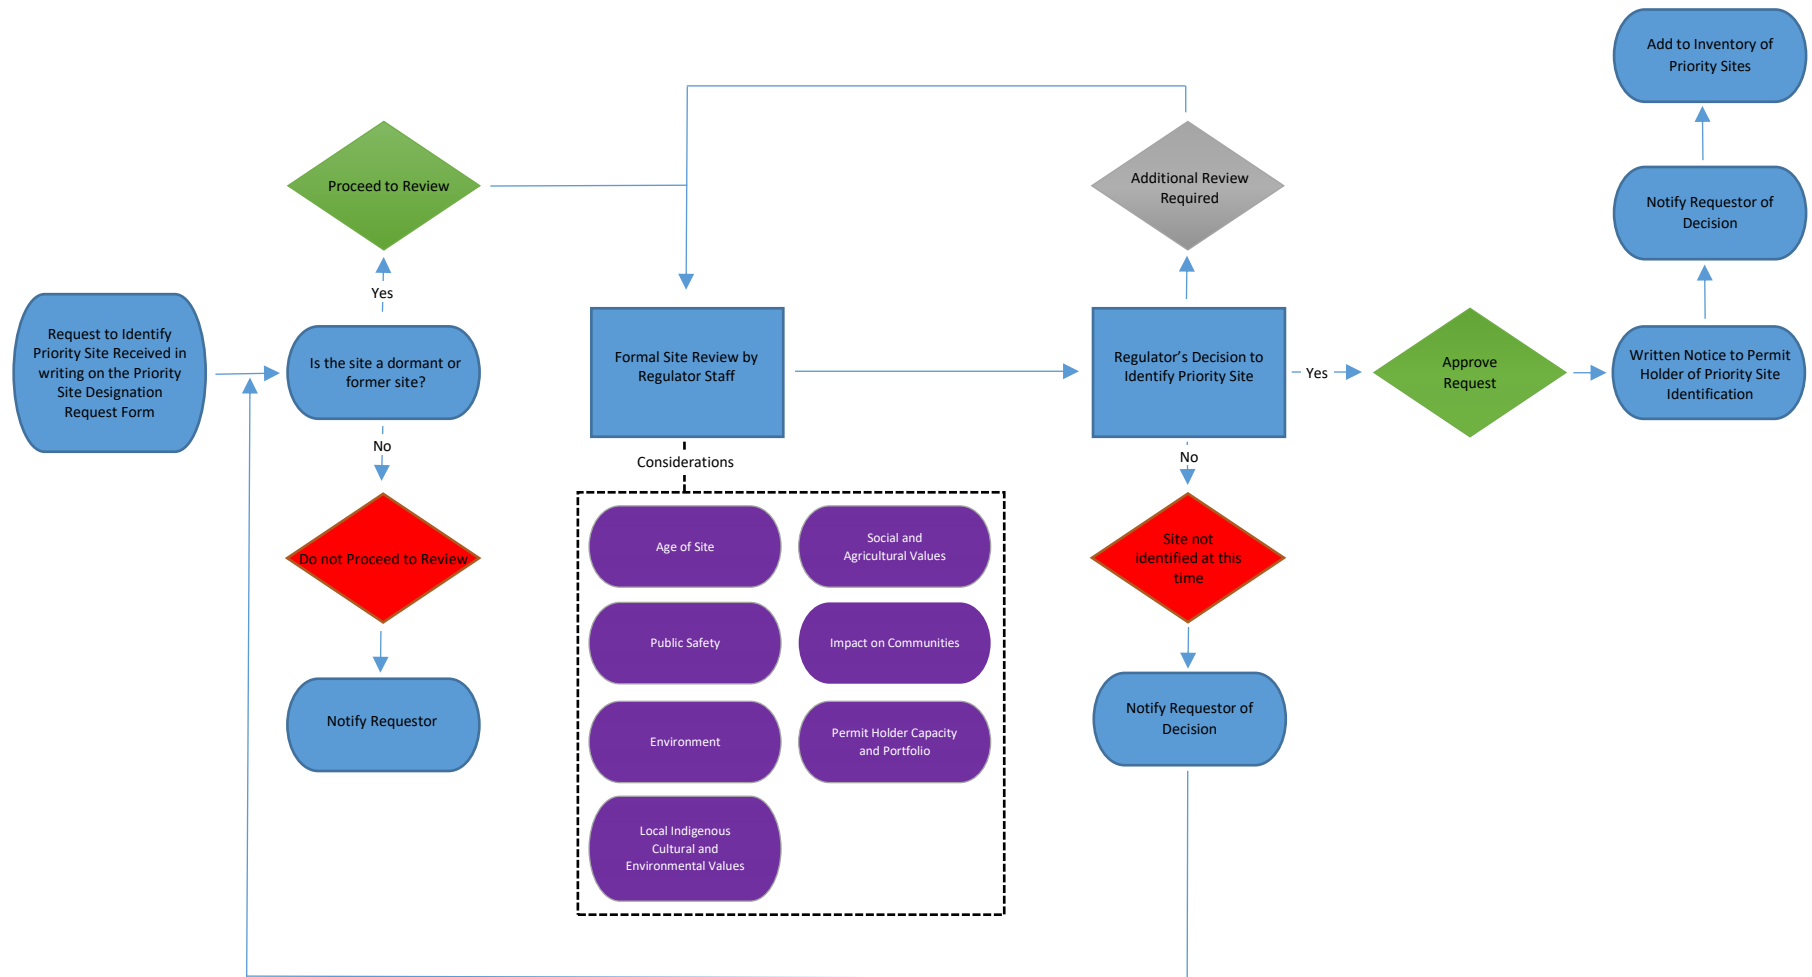 Add to Inventory of
Priority Sites
Proceed to Review
Additional Review
Required
Notify Requestor of
Decision
Yes
Request to Identify
Priority Site Received in
writing on the Priority
Site Designation
Request Form
Is the site a dormant or
former site?
Formal Site Review by
Regulator Staff
Regulator’s Decision to
Identify Priority Site
Yes
Approve
Request
Written Notice to Permit
Holder of Priority Site
Identification
No
Considerations
No
Do not Proceed to Review
Age of Site
Social and
Agricultural Values
Site not
identified at this
time
Public Safety
Impact on Communities
Notify Requestor
Environment
Permit Holder Capacity
and Portfolio
Notify Requestor of
Decision
Local Indigenous
Cultural and
Environmental Values